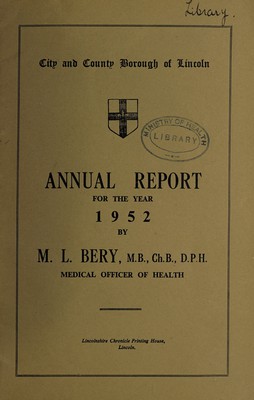 Library.
City and County Borough of Lincoln
MINISTRY OF HEALTH
LIBRARY
ANNUAL REPORT
FOR THE YEAR
1952
BY
M. L. BERY, M.B., Ch.B., D.P.H.
MEDICAL OFFICER OF HEALTH
Lincolnshire Chronicle Printing House,
Lincoln.